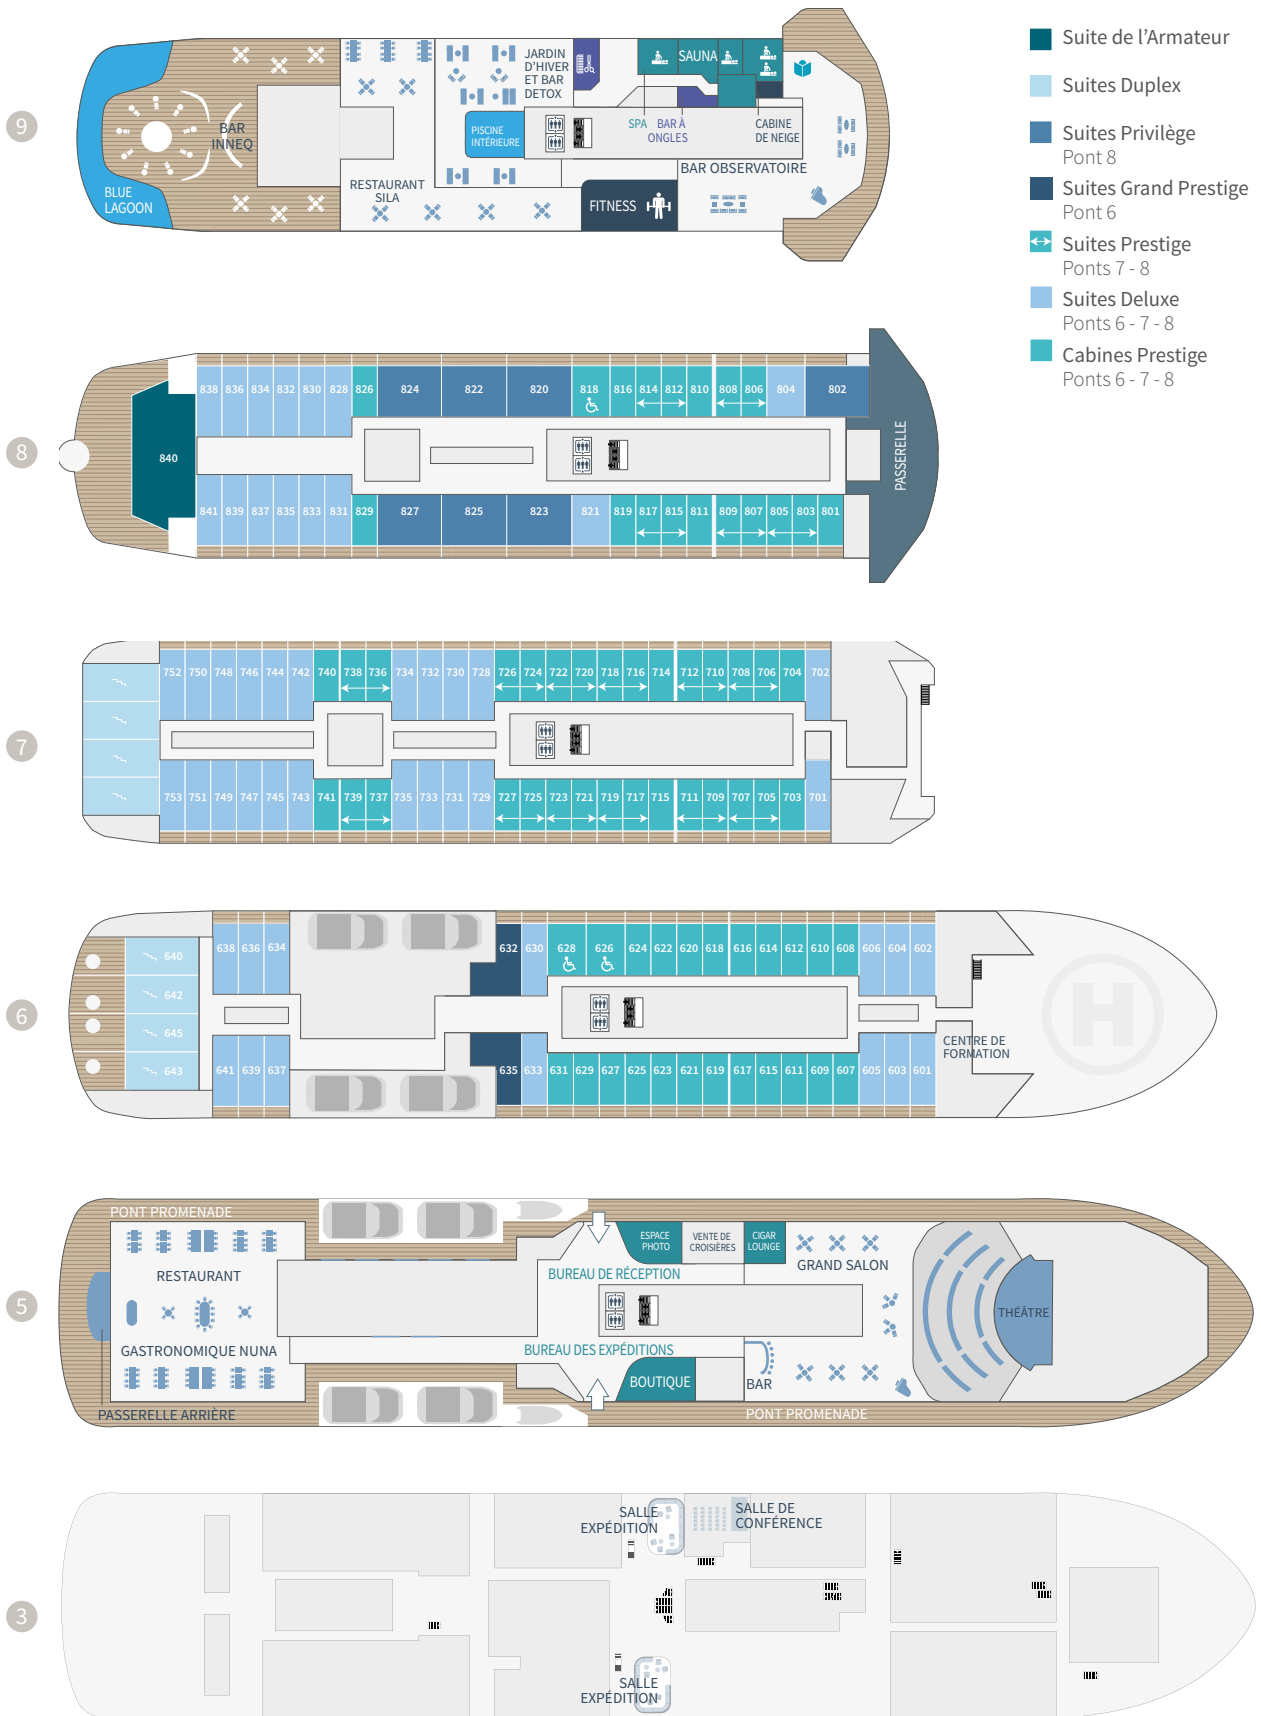 Suite de l'Armateur
Suites Duplex
Suites Privilège
Pont 8
Suites Grand Prestige
Pont 6
Suites Prestige
Ponts 7 - 8
Suites Deluxe
Ponts 6 - 7 - 8
Cabines Prestige
Ponts 6 - 7 - 8
9
BLUE
LAGOON
BAR
INNEQ
RESTAURANT
SILA
JARDIN
D'HIVER
ET BAR
DETOX
PISCINE
INTÉRIEURE
SAUNA
SPA
BAR À
ONGLES
CABINE
DE NEIGE
BAR OBSERVATOIRE
FITNESS
8
838 836 834 832 830 828 826 824 822 820 818 816 814 812 810 808 806 804 802
840
PASSERELLE
841 839 837 835 833 831 829 827 825 823 821 819 817 815 811 809 807 805 803 801
7
752 750 748 746 744 742 740 738 736 734 732 730 728 726 724 722 720 718 716 714 712 710 708 706 704 702
753 751 749 747 745 743 741 739 737 735 733 731 729 727 725 723 721 719 717 715 711 709 707 705 703 701
6
638 636 634 632 630 628 626 624 622 620 618 616 614 612 610 608 606 604 602
640
642
645
643
H
CENTRE DE
FORMATION
641 639 637 635 633 631 629 627 625 623 621 619 617 615 611 609 607 605 603 601
5
PONT PROMENADE
RESTAURANT
GASTRONOMIQUE NUNA
PASSERELLE ARRIÈRE
ESPACE
PHOTO
VENTE DE
CROISIÈRES
CIGAR
LOUNGE
GRAND SALON
BUREAU DE RÉCEPTION
THÉÂTRE
BUREAU DES EXPÉDITIONS
BOUTIQUE
BAR
PONT PROMENADE
3
SALLE
EXPÉDITION
SALLE DE
CONFÉRENCE
SALLE
EXPÉDITION